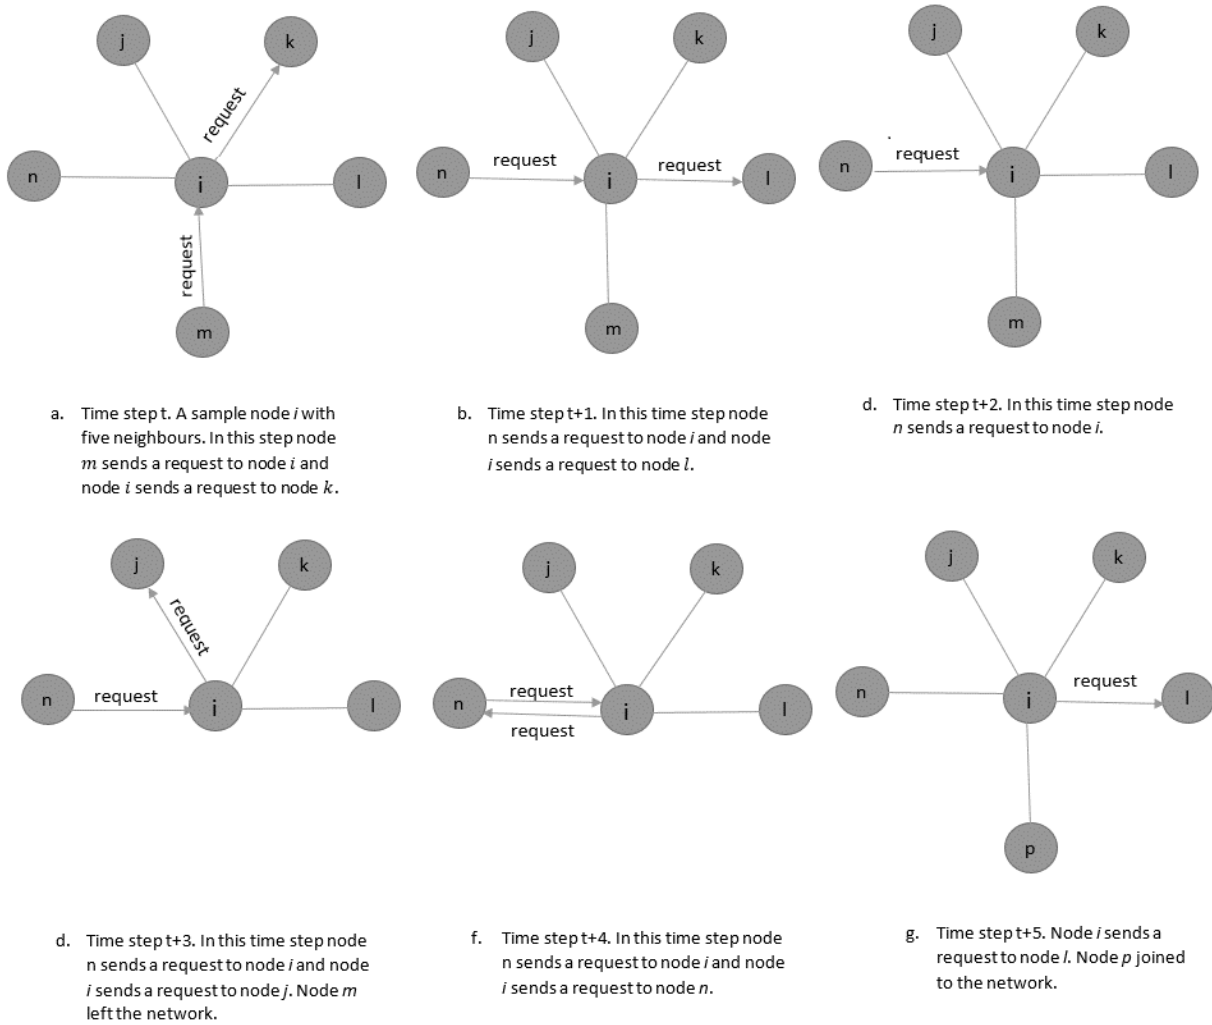 j
k
request
n
i
l
request
m
a. Time step t. A sample node i with
five neighbours. In this step node
m sends a request to node i and
node i sends a request to node k.
j
k
n
request
i
request
l
m
b. Time step t+1. In this time step node
n sends a request to node i and node
i sends a request to node l.
j
k
n
request
i
l
m
d. Time step t+2. In this time step node
n sends a request to node i.
j
k
request
n
request
i
l
d. Time step t+3. In this time step node
n sends a request to node i and node
i sends a request to node j. Node m
left the network.
j
k
n
request
i
l
request
f. Time step t+4. In this time step node
n sends a request to node i and node
i sends a request to node n.
j
k
n
i
request
l
p
g. Time step t+5. Node i sends a
request to node l. Node p joined
to the network.